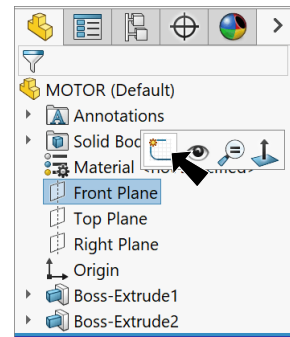 MOTOR (Default)
Annotations
Solid Bod
Material
Front Plane
Top Plane
Right Plane
Origin
Boss-Extrude1
Boss-Extrude2